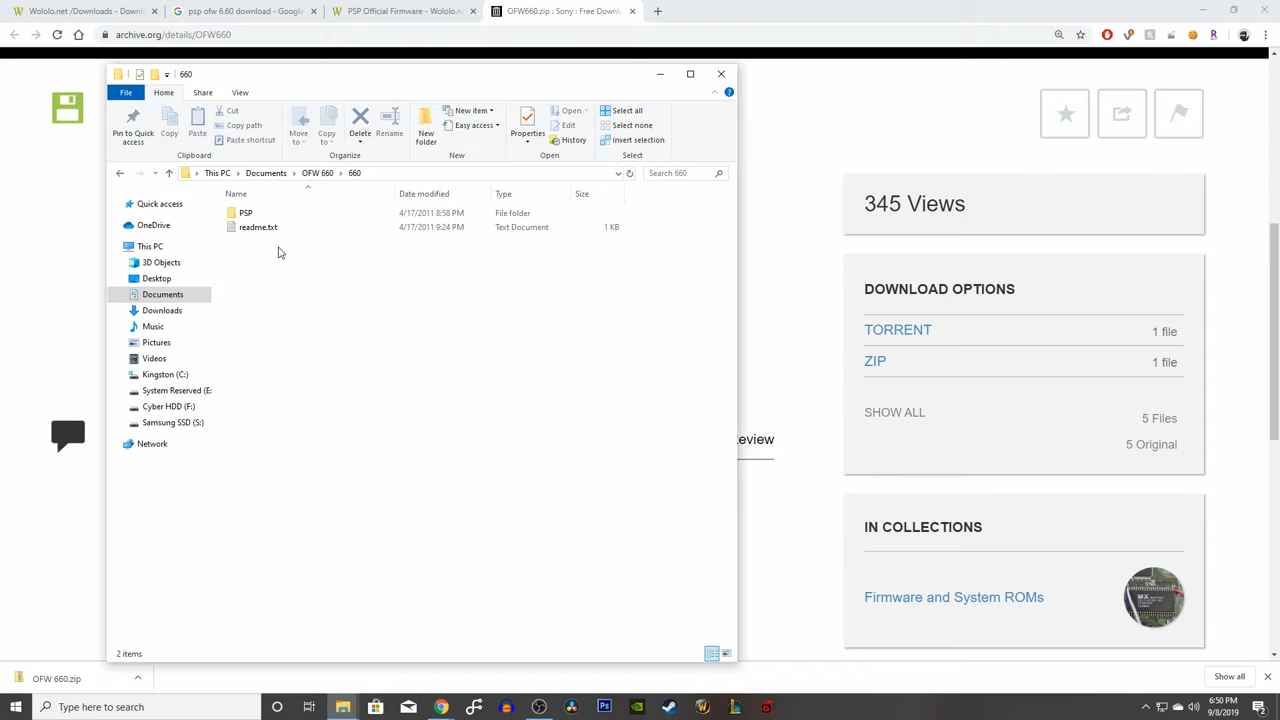 Wololo.net /Downloads - Downl
psp ofw 6.60 download - Google
PSP Official Firmware - Wololo.ne
OFW660.zip : Sony : Free Downl
archive.org/details/OFW660
660
File
Home
Share
View
Pin to Quick access
Copy
Paste
Cut
Copy path
Paste shortcut
Clipboard
Move to
Copy to
Delete
Rename
Organize
New folder
New item
Easy access
New
Properties
Open
Edit
History
Open
Select all
Select none
Invert selection
Select
This PC
Documents
OFW 660
660
Search 660
Name
Date modified
Type
Size
PSP
4/17/2011 8:58 PM
File folder
readme.txt
4/17/2011 9:24 PM
Text Document
1 KB
Quick access
OneDrive
This PC
3D Objects
Desktop
Documents
Downloads
Music
Pictures
Videos
Kingston (C:)
System Reserved (E:
Cyber HDD (F:)
Samsung SSD (S:)
Network
2 items
345 Views
DOWNLOAD OPTIONS
TORRENT
1 file
ZIP
1 file
SHOW ALL
5 Files
5 Original
eview
IN COLLECTIONS
Firmware and System ROMs
OFW 660.zip
Show all
Type here to search
6:50 PM
9/8/2019
2